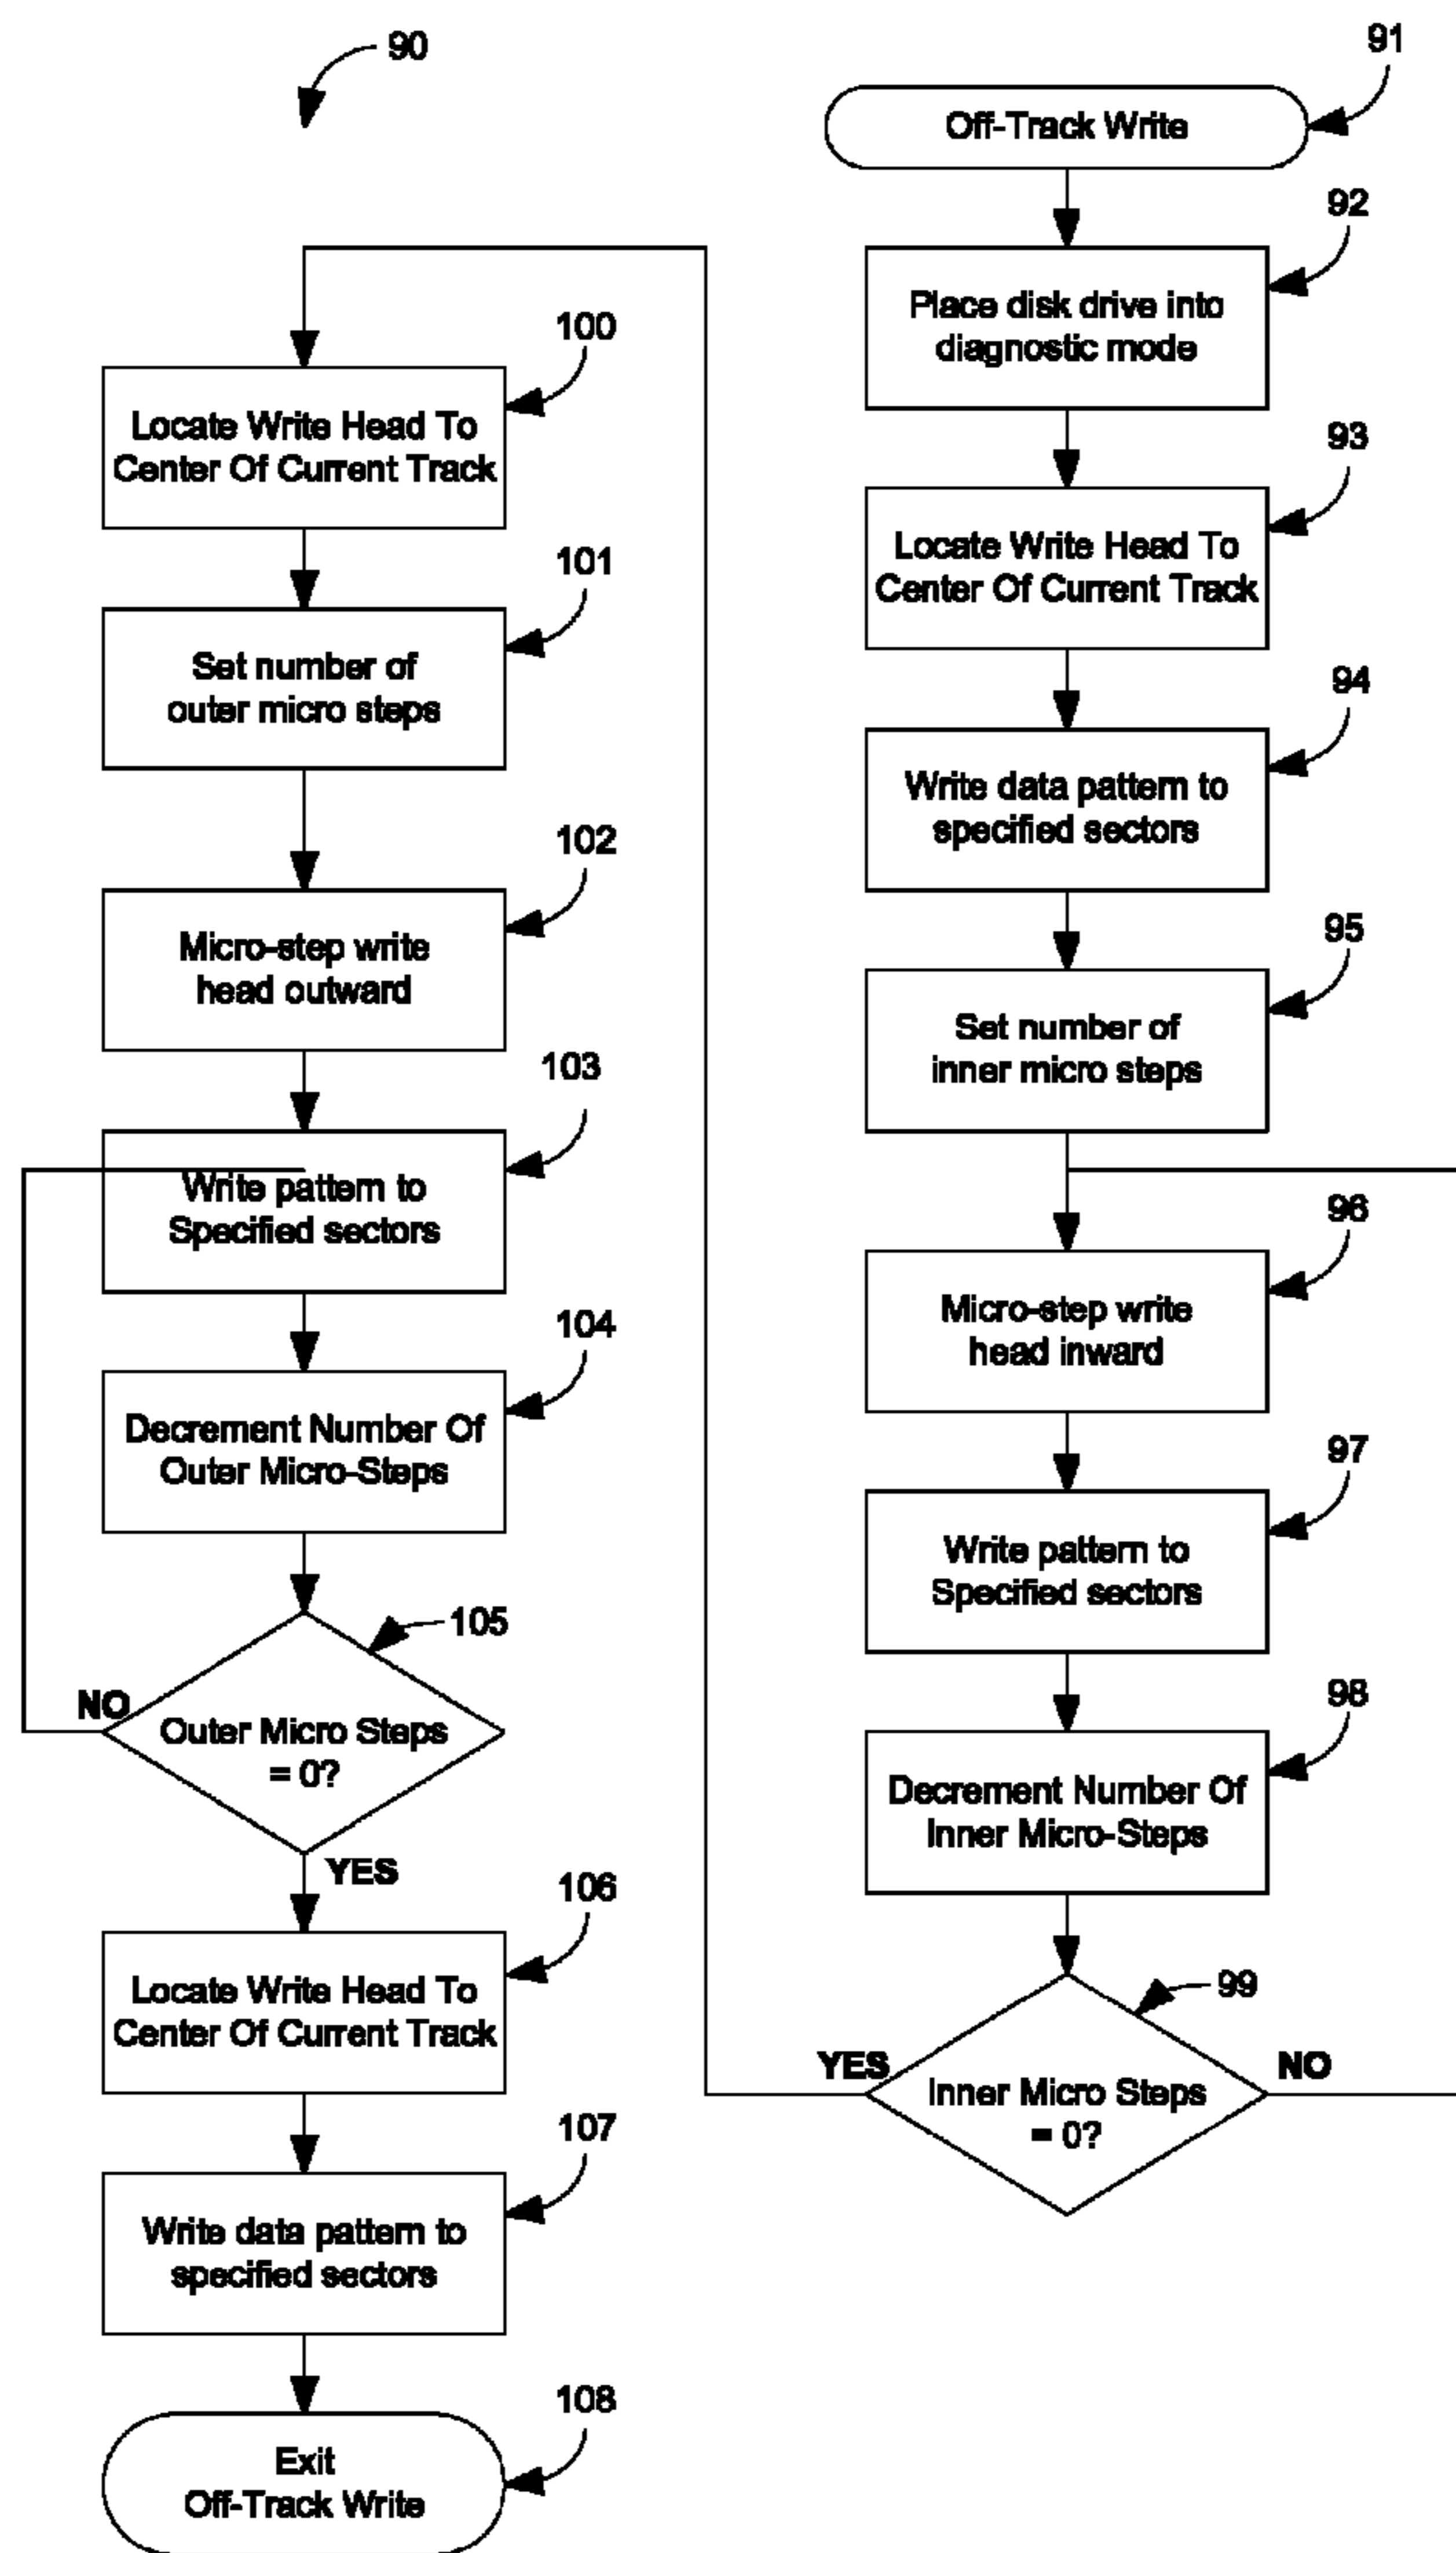 90
91
Off-Track Write
92
Place disk drive into
diagnostic mode
93
Locate Write Head To
Center Of Current Track
94
Write data pattern to
specified sectors
95
Set number of
inner micro steps
96
Micro-step write
head inward
97
Write pattern to
Specified sectors
98
Decrement Number Of
Inner Micro-Steps
99
Inner Micro Steps
= 0?
YES
NO
100
Locate Write Head To
Center Of Current Track
101
Set number of
outer micro steps
102
Micro-step write
head outward
103
Write pattern to
Specified sectors
104
Decrement Number Of
Outer Micro-Steps
105
Outer Micro Steps
= 0?
NO
YES
106
Locate Write Head To
Center Of Current Track
107
Write data pattern to
specified sectors
108
Exit
Off-Track Write